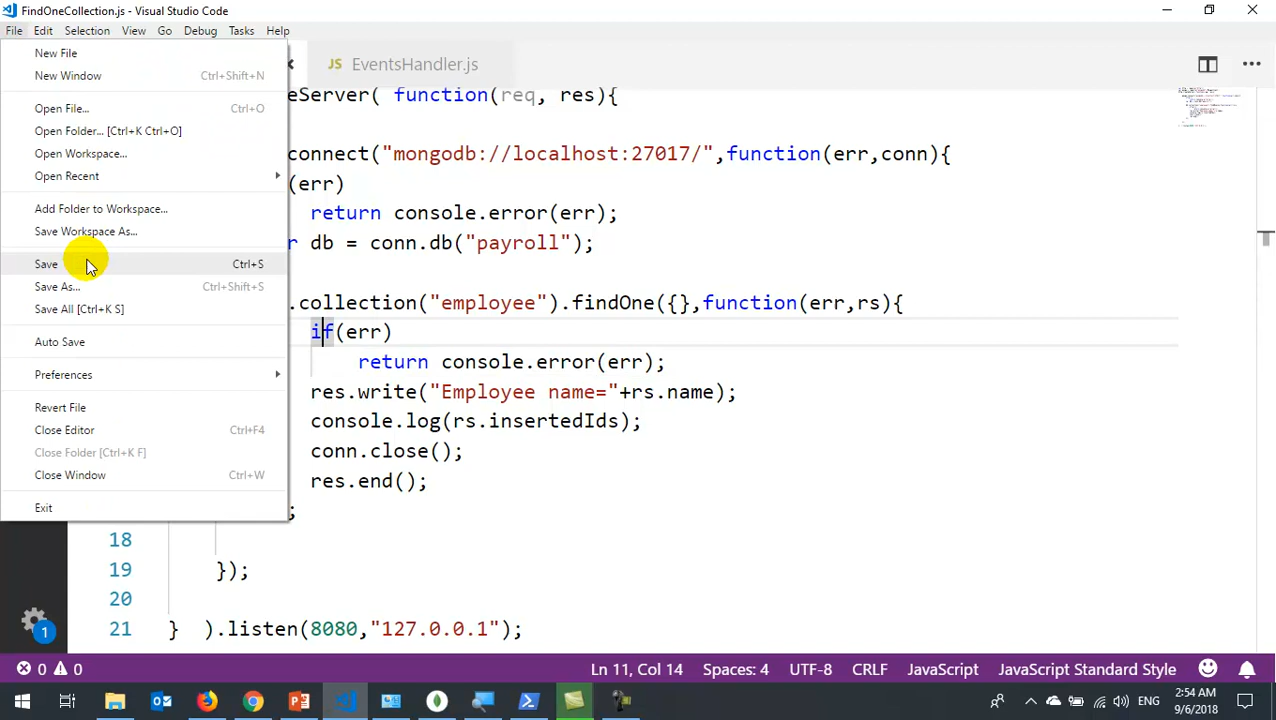 FindOneCollection.js - Visual Studio Code
File Edit Selection View Go Debug Tasks Help
New File
New Window Ctrl+Shift+N
Open File... Ctrl+O
Open Folder... [Ctrl+K Ctrl+O]
Open Workspace...
Open Recent
Add Folder to Workspace...
Save Workspace As...
Save Ctrl+S
Save As... Ctrl+Shift+S
Save All [Ctrl+K S]
Auto Save
Preferences
Revert File
Close Editor Ctrl+F4
Close Folder [Ctrl+K F]
Close Window Ctrl+W
Exit
JS EventsHandler.js
eServer( function(req, res){
connect("mongodb://localhost:27017/",function(err,conn){
(err)
return console.error(err);
r db = conn.db("payroll");
.collection("employee").findOne({},function(err,rs){
if(err)
return console.error(err);
res.write("Employee name="+rs.name);
console.log(rs.insertedIds);
conn.close();
res.end();
;
18
19 });
20
21 } ).listen(8080,"127.0.0.1");
1
0 0 Ln 11, Col 14 Spaces: 4 UTF-8 CRLF JavaScript JavaScript Standard Style
ENG
2:54 AM
9/6/2018